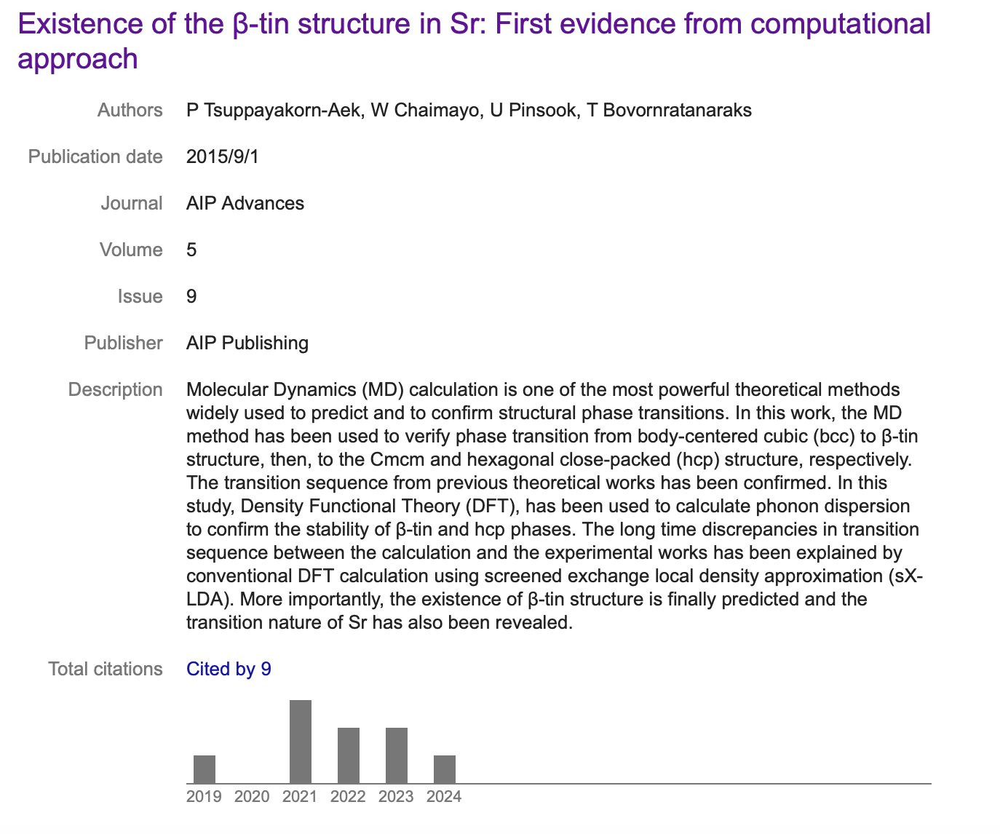 Existence of the β-tin structure in Sr: First evidence from computational
approach
Authors P Tsuppayakorn-Aek, W Chaimayo, U Pinsook, T Bovornratanaraks
Publication date 2015/9/1
Journal AIP Advances
Volume 5
Issue 9
Publisher AIP Publishing
Description Molecular Dynamics (MD) calculation is one of the most powerful theoretical methods
widely used to predict and to confirm structural phase transitions. In this work, the MD
method has been used to verify phase transition from body-centered cubic (bcc) to β-tin
structure, then, to the Cmcm and hexagonal close-packed (hcp) structure, respectively.
The transition sequence from previous theoretical works has been confirmed. In this
study, Density Functional Theory (DFT), has been used to calculate phonon dispersion
to confirm the stability of β-tin and hcp phases. The long time discrepancies in transition
sequence between the calculation and the experimental works has been explained by
conventional DFT calculation using screened exchange local density approximation (sX-
LDA). More importantly, the existence of β-tin structure is finally predicted and the
transition nature of Sr has also been revealed.
Total citations Cited by 9
2019 2020 2021 2022 2023 2024